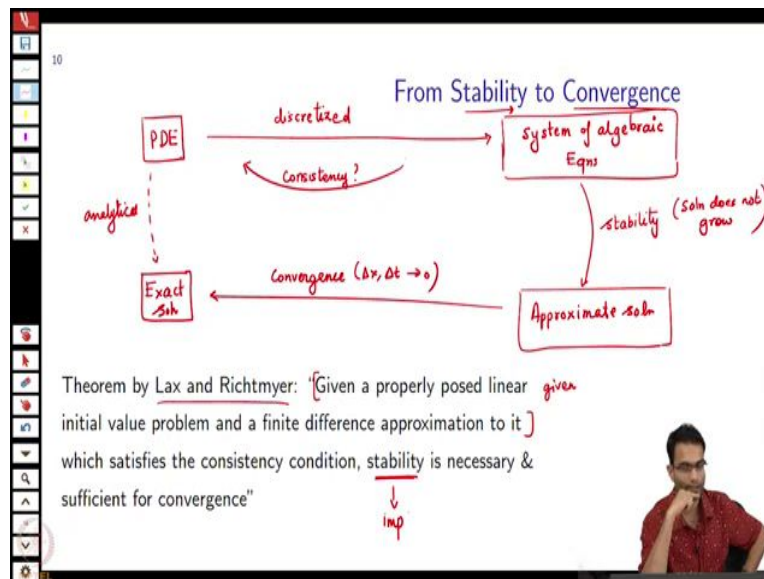 10
From Stability to Convergence
discretized
PDE
System of algebraic
Eqns
Consistency?
analytical
stability (soln does not
grow)
Convergence (Δx, Δt → 0)
Exact
soln
Approximate soln
Theorem by Lax and Richtmyer: "[Given a properly posed linear given
initial value problem and a finite difference approximation to it]
which satisfies the consistency condition, stability is necessary &
sufficient for convergence"
imp